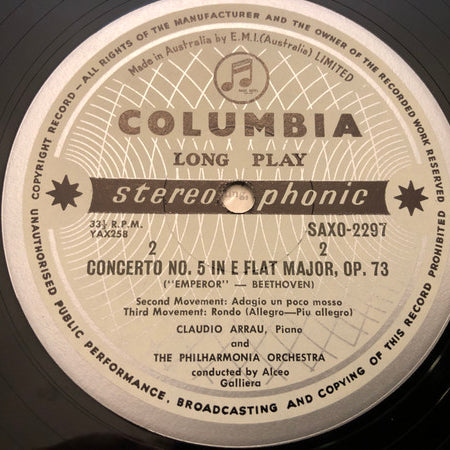 COPYRIGHT RECORD — ALL RIGHTS OF THE MANUFACTURER AND THE OWNER OF THE RECORDED WORK RESERVED
UNAUTHORISED PUBLIC PERFORMANCE, BROADCASTING AND COPYING OF THIS RECORD PROHIBITED
Made in Australia by E.M.I.(Australia) LIMITED
COLUMBIA
LONG PLAY
stereo phonic
33⅓ R.P.M.
SAXO-2297
YAX258
2 2
CONCERTO NO. 5 IN E FLAT MAJOR, OP. 73
("EMPEROR" — BEETHOVEN)
Second Movement: Adagio un poco mosso
Third Movement: Rondo (Allegro—Piu allegro)
CLAUDIO ARRAU, Piano
and
THE PHILHARMONIA ORCHESTRA
conducted by Alceo
Galliera